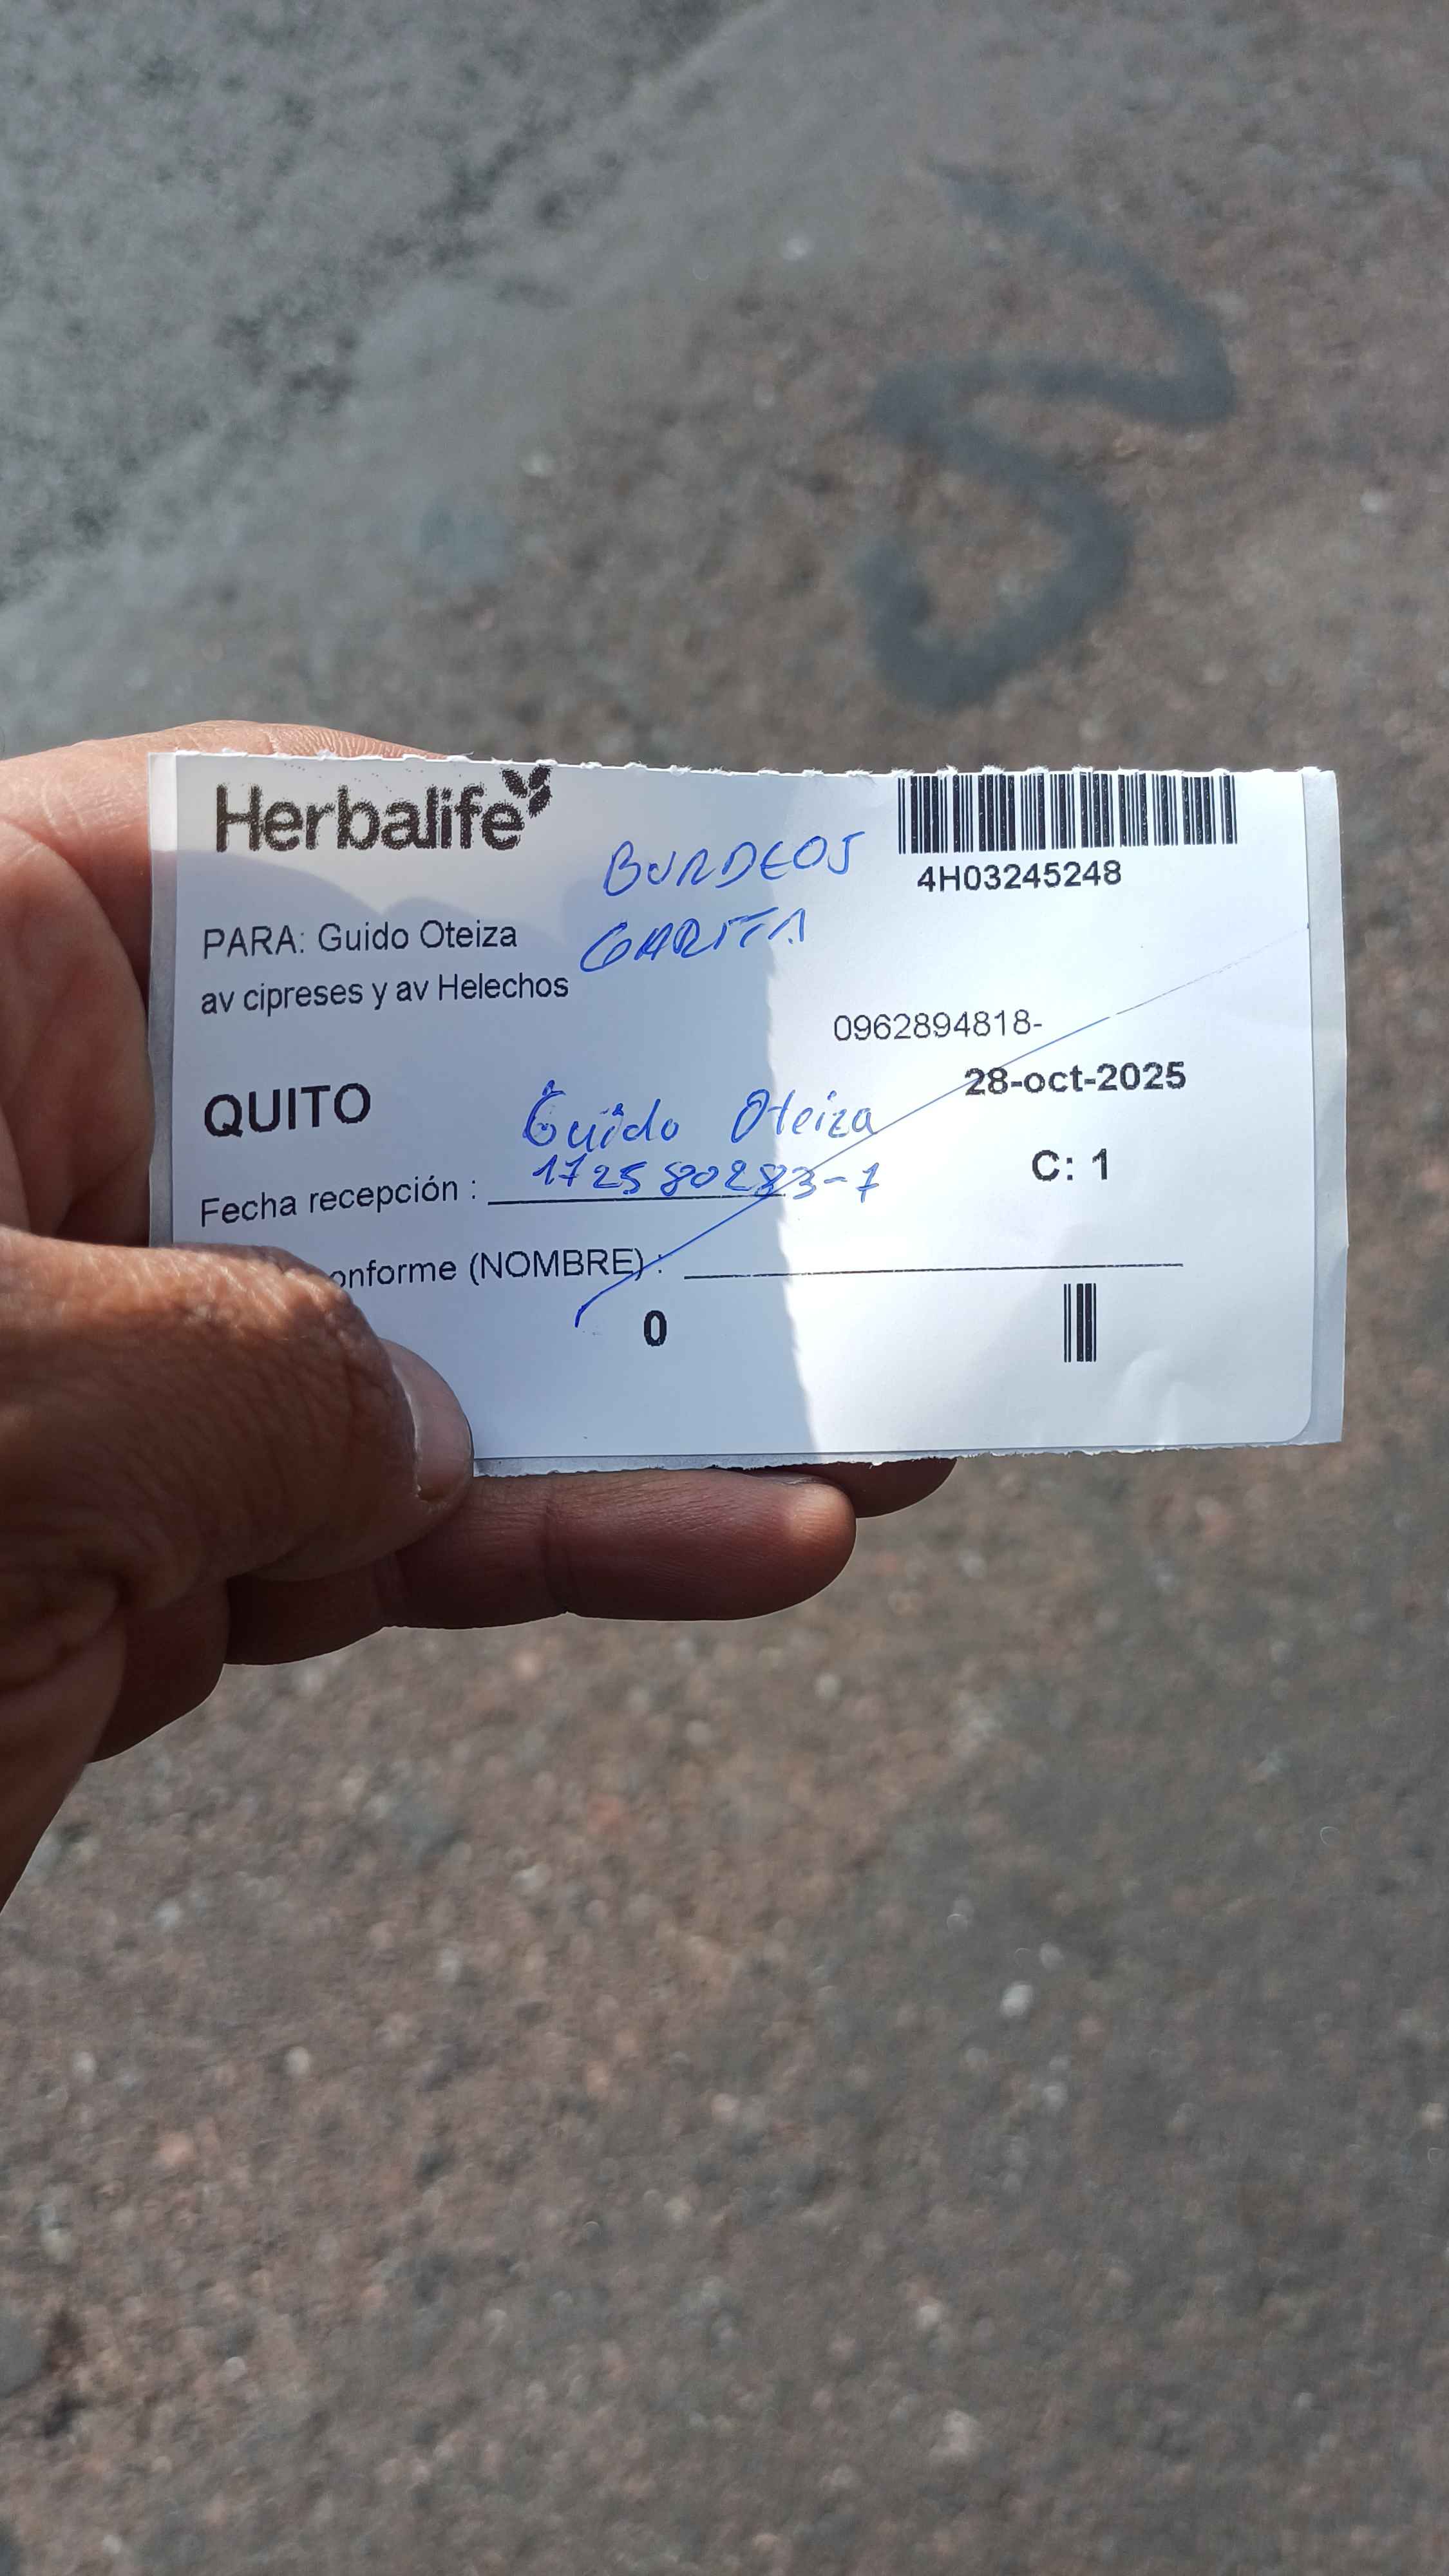 Herbalife
BURDEOS
4H03245248
GARITA
PARA: Guido Oteiza
av cipreses y av Helechos
0962894818-
28-oct-2025
QUITO
Guido Oteiza
C: 1
Fecha recepción : 172580283-7
onforme (NOMBRE) :
0